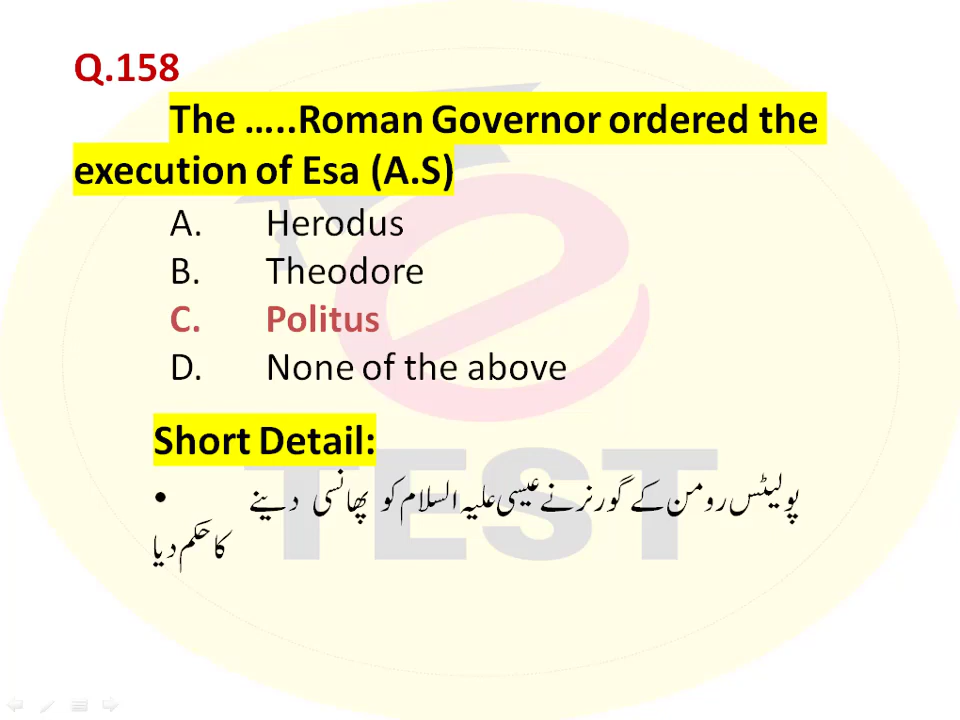 Q.158
The .....Roman Governor ordered the
execution of Esa (A.S)
A. Herodus
B. Theodore
C. Politus
D. None of the above
Short Detail:
• پولیٹس رومن کے گورنر نے عیسی علیہ السلام کو پھانسی دینے
کا حکم دیا
e
TEST